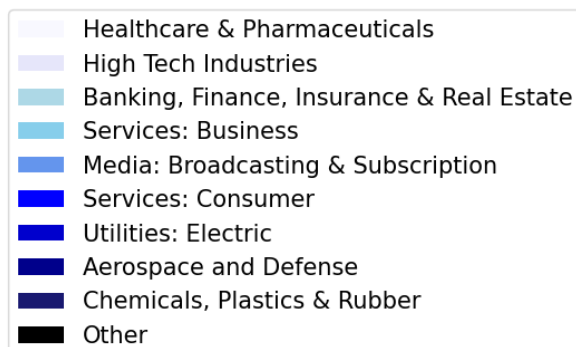 Healthcare & Pharmaceuticals
High Tech Industries
Banking, Finance, Insurance & Real Estate
Services: Business
Media: Broadcasting & Subscription
Services: Consumer
Utilities: Electric
Aerospace and Defense
Chemicals, Plastics & Rubber
Other